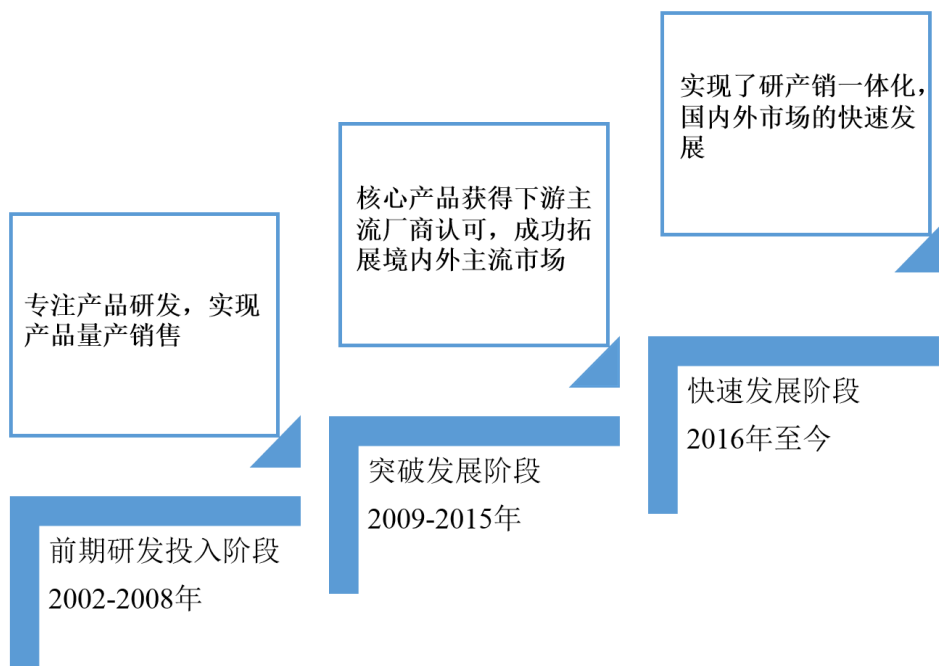 专注产品研发，实现
产品量产销售
前期研发投入阶段
2002-2008年
核心产品获得下游主
流厂商认可，成功拓
展境内外主流市场
突破发展阶段
2009-2015年
实现了研产销一体化，
国内外市场的快速发
展
快速发展阶段
2016年至今